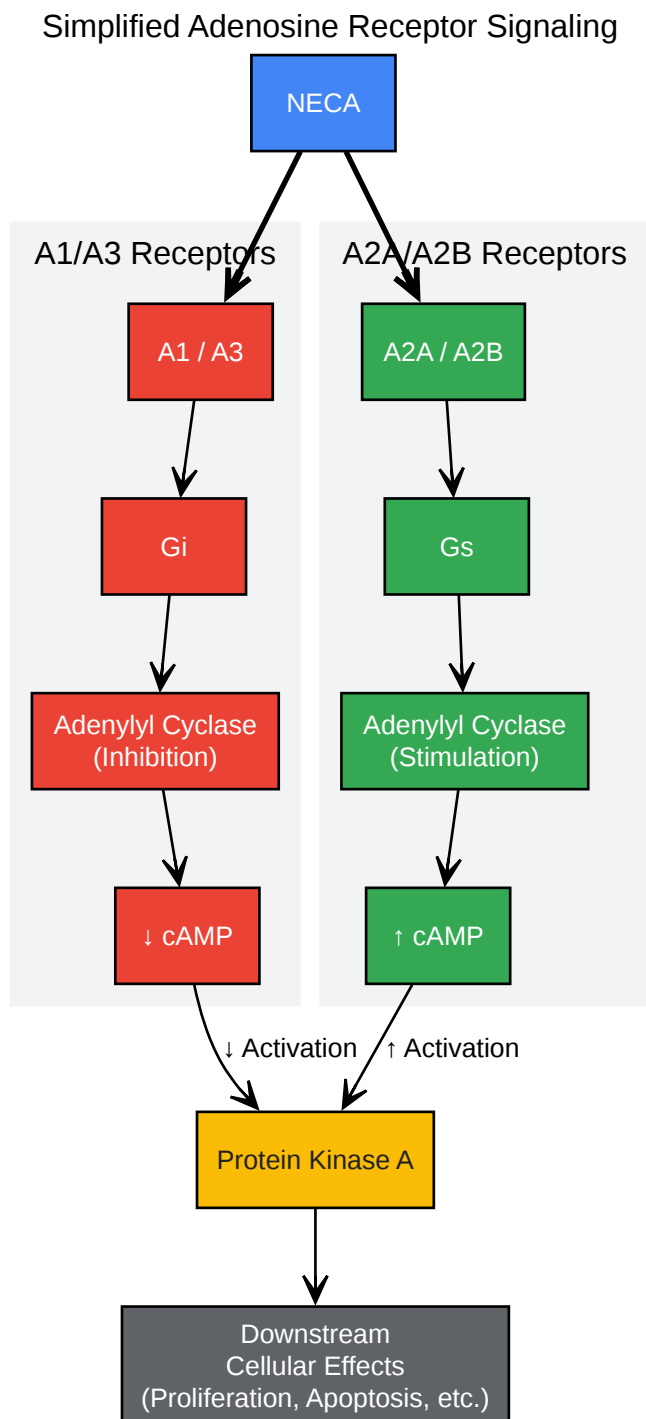 Simplified Adenosine Receptor Signaling
NECA
A1/A3 Receptors
A1 / A3
Gi
Adenylyl Cyclase
(Inhibition)
↓ cAMP
A2A/A2B Receptors
A2A / A2B
Gs
Adenylyl Cyclase
(Stimulation)
↑ cAMP
↓ Activation
↑ Activation
Protein Kinase A
Downstream
Cellular Effects
(Proliferation, Apoptosis, etc.)